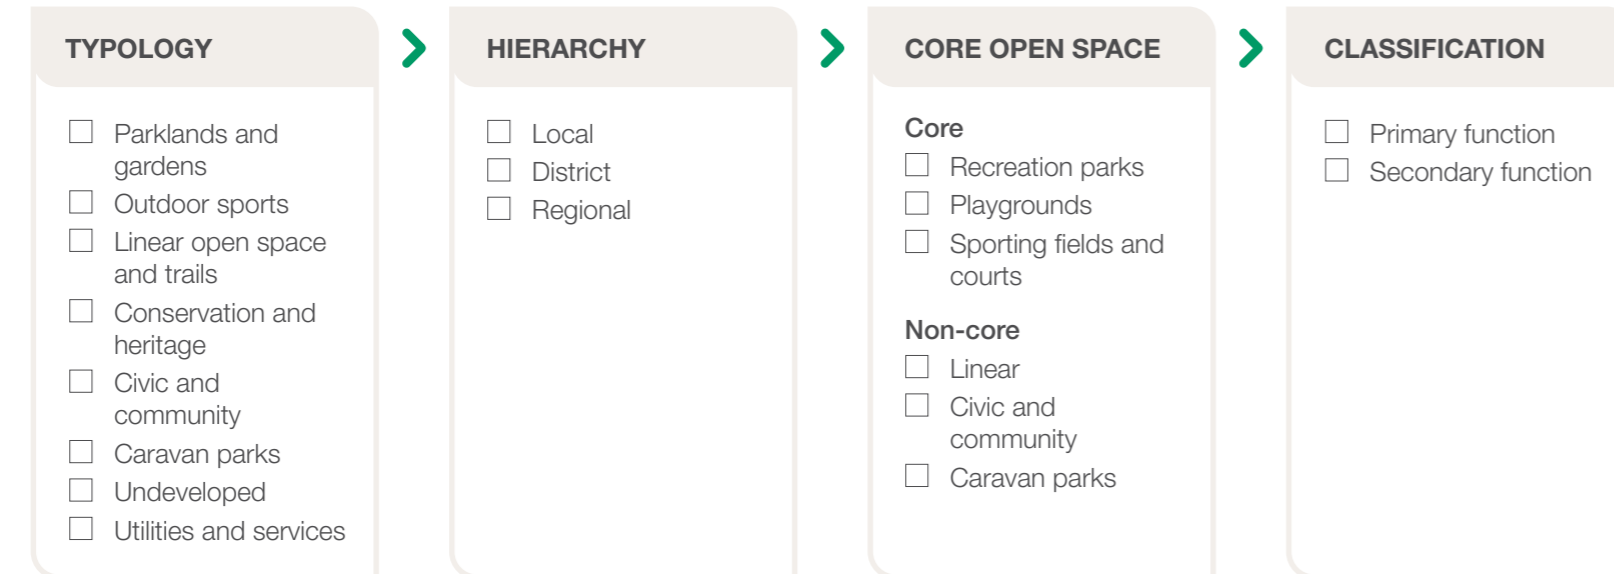 TYPOLOGY
Parklands and
gardens
Outdoor sports
Linear open space
and trails
Conservation and
heritage
Civic and
community
Caravan parks
Undeveloped
Utilities and services
HIERARCHY
Local
District
Regional
CORE OPEN SPACE
Core
Recreation parks
Playgrounds
Sporting fields and
courts
Non-core
Linear
Civic and
community
Caravan parks
CLASSIFICATION
Primary function
Secondary function